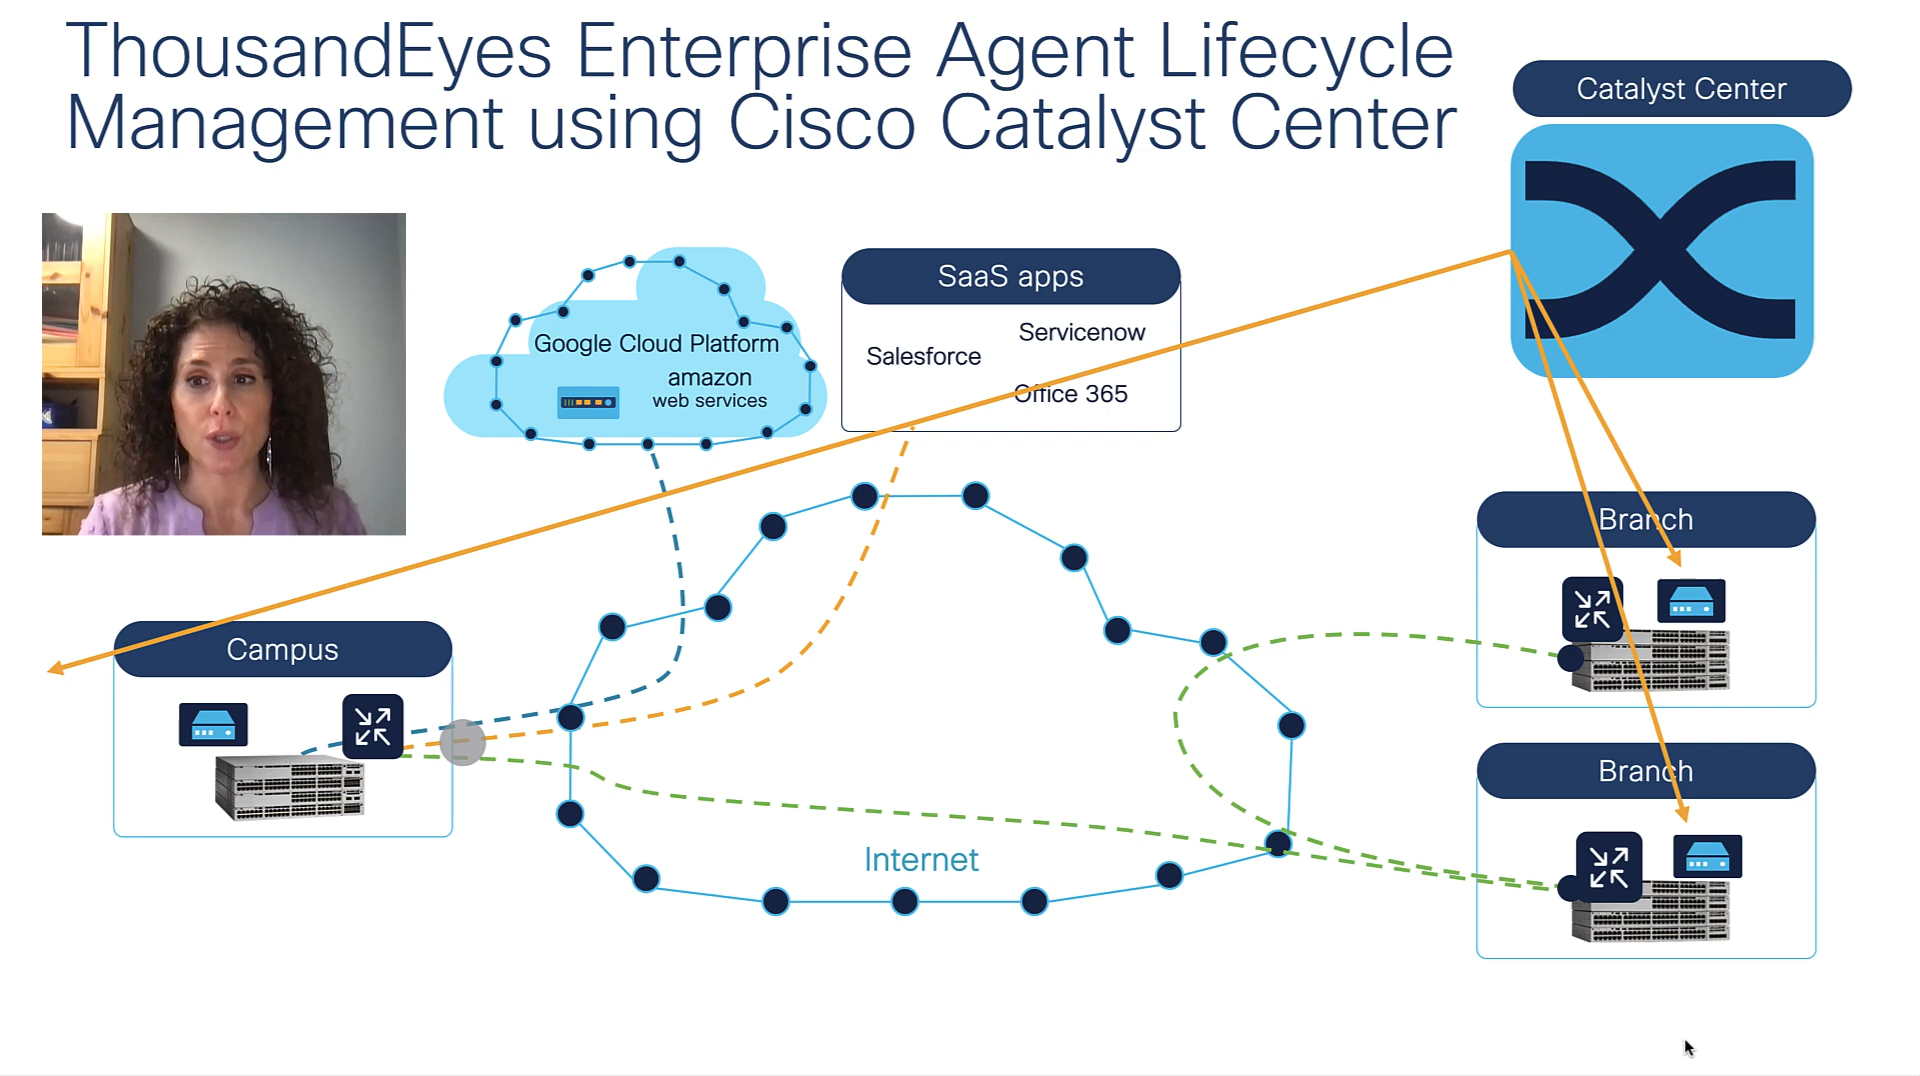 ThousandEyes Enterprise Agent Lifecycle
Management using Cisco Catalyst Center
Catalyst Center
SaaS apps
Servicenow
Salesforce
Office 365
Google Cloud Platform
amazon
web services
Branch
Campus
Branch
Internet